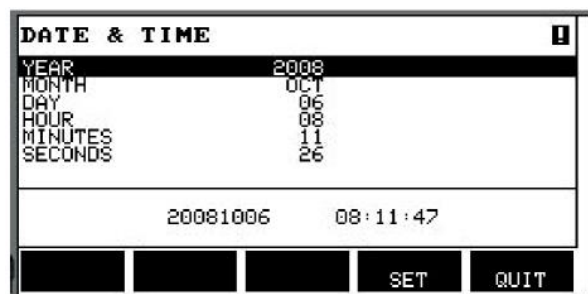 DATE & TIME
YEAR 2008
MONTH OCT
DAY 06
HOUR 08
MINUTES 11
SECONDS 26
20081006 08:11:47
SET QUIT